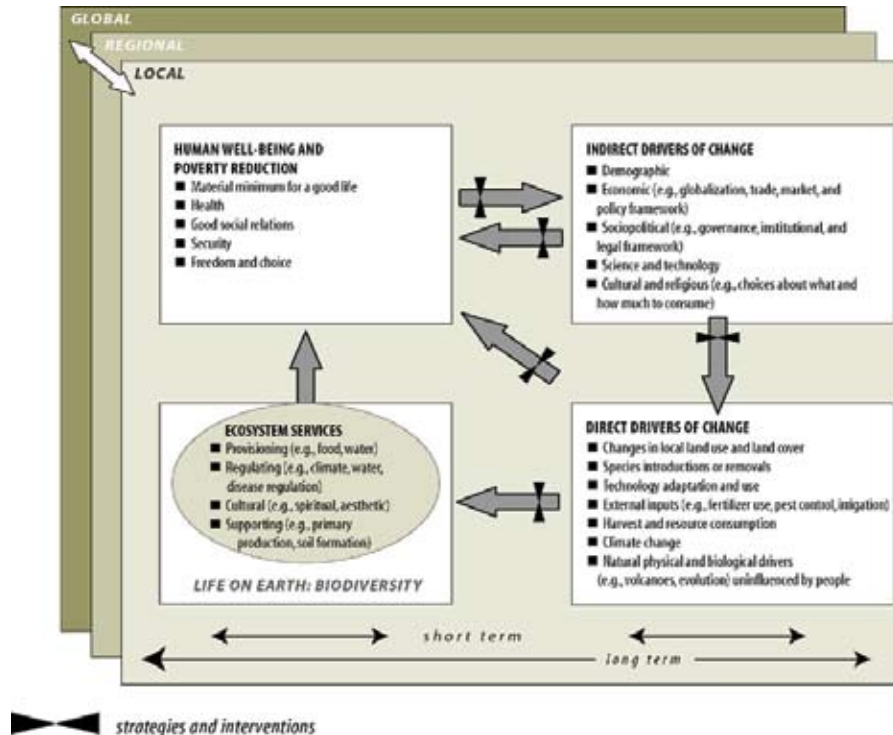 GLOBAL
REGIONAL
LOCAL
HUMAN WELL-BEING AND
POVERTY REDUCTION
■ Material minimum for a good life
■ Health
■ Good social relations
■ Security
■ Freedom and choice
INDIRECT DRIVERS OF CHANGE
■ Demographic
■ Economic (e.g., globalization, trade, market, and
policy framework)
■ Sociopolitical (e.g., governance, institutional, and
legal framework)
■ Science and technology
■ Cultural and religious (e.g., choices about what and
how much to consume)
ECOSYSTEM SERVICES
■ Provisioning (e.g., food, water)
■ Regulating (e.g., climate, water,
disease regulation)
■ Cultural (e.g., spiritual, aesthetic)
■ Supporting (e.g., primary
production, soil formation)
LIFE ON EARTH: BIODIVERSITY
DIRECT DRIVERS OF CHANGE
■ Changes in local land use and land cover
■ Species introductions or removals
■ Technology adaptation and use
■ External inputs (e.g., fertilizer use, pest control, irrigation)
■ Harvest and resource consumption
■ Climate change
■ Natural physical and biological drivers
(e.g., volcanoes, evolution) uninfluenced by people
short term
long term
strategies and interventions